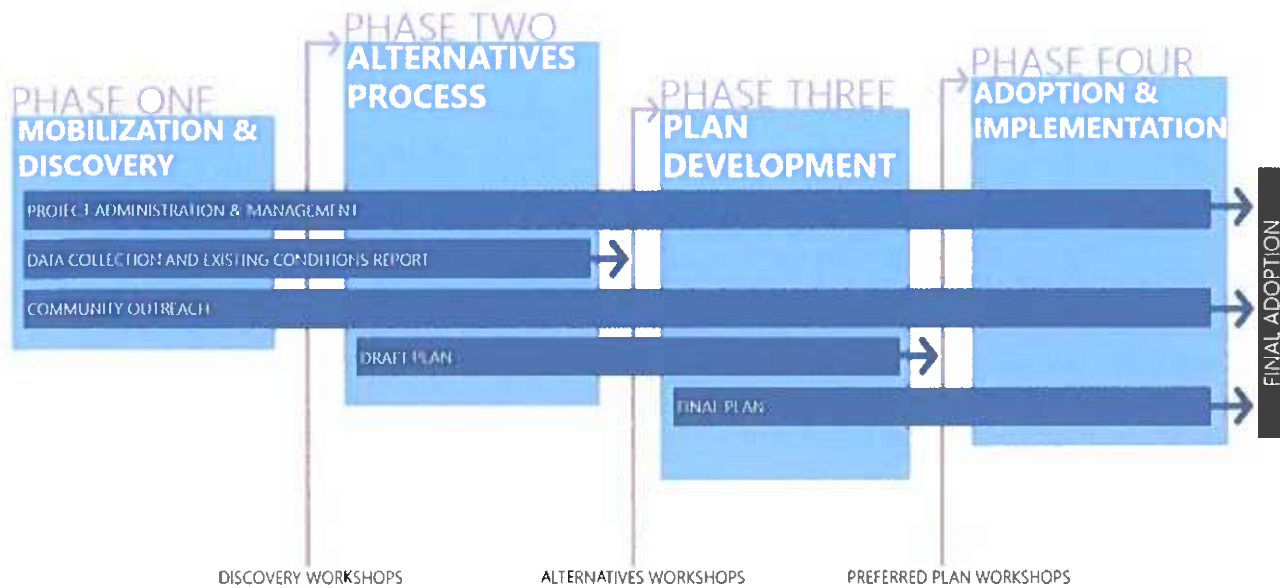 PHASE ONE
MOBILIZATION &
DISCOVERY
PHASE TWO
ALTERNATIVES
PROCESS
PHASE THREE
PLAN
DEVELOPMENT
PHASE FOUR
ADOPTION &
IMPLEMENTATION
PROJECT ADMINISTRATION & MANAGEMENT
DATA COLLECTION AND EXISTING CONDITIONS REPORT
COMMUNITY OUTREACH
DRAFT PLAN
FINAL PLAN
FINAL ADOPTION
DISCOVERY WORKSHOPS
ALTERNATIVES WORKSHOPS
PREFERRED PLAN WORKSHOPS